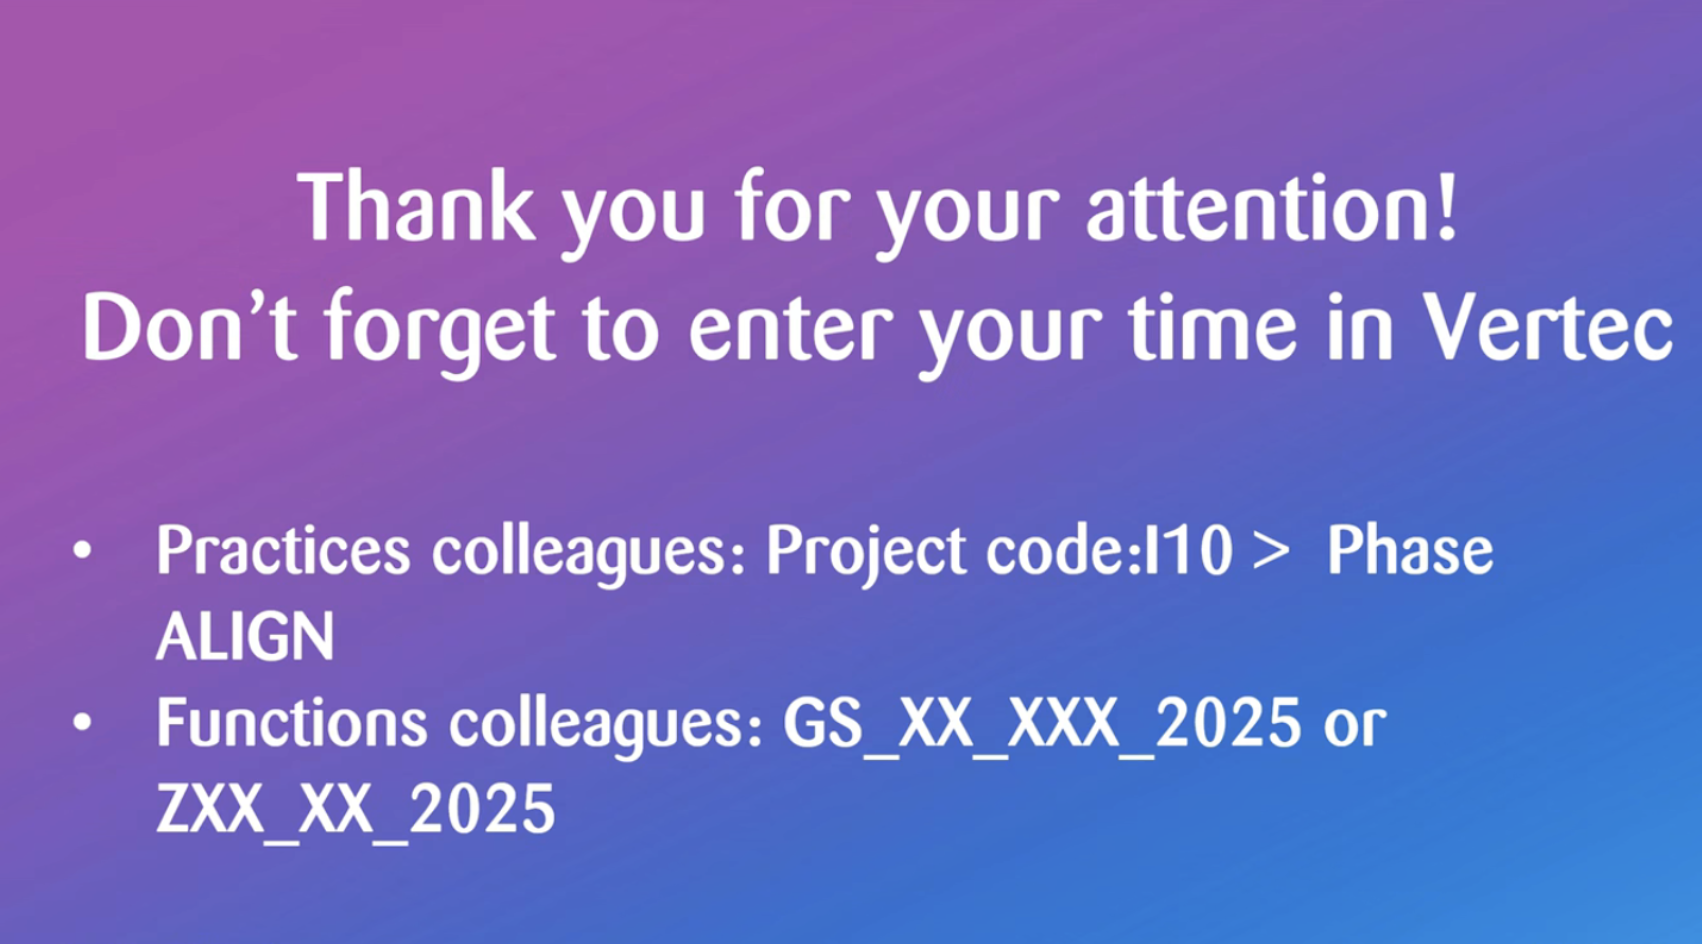 Thank you for your attention!
Don’t forget to enter your time in Vertec
• Practices colleagues: Project code:I10 > Phase
ALIGN
• Functions colleagues: GS_XX_XXX_2025 or
ZXX_XX_2025